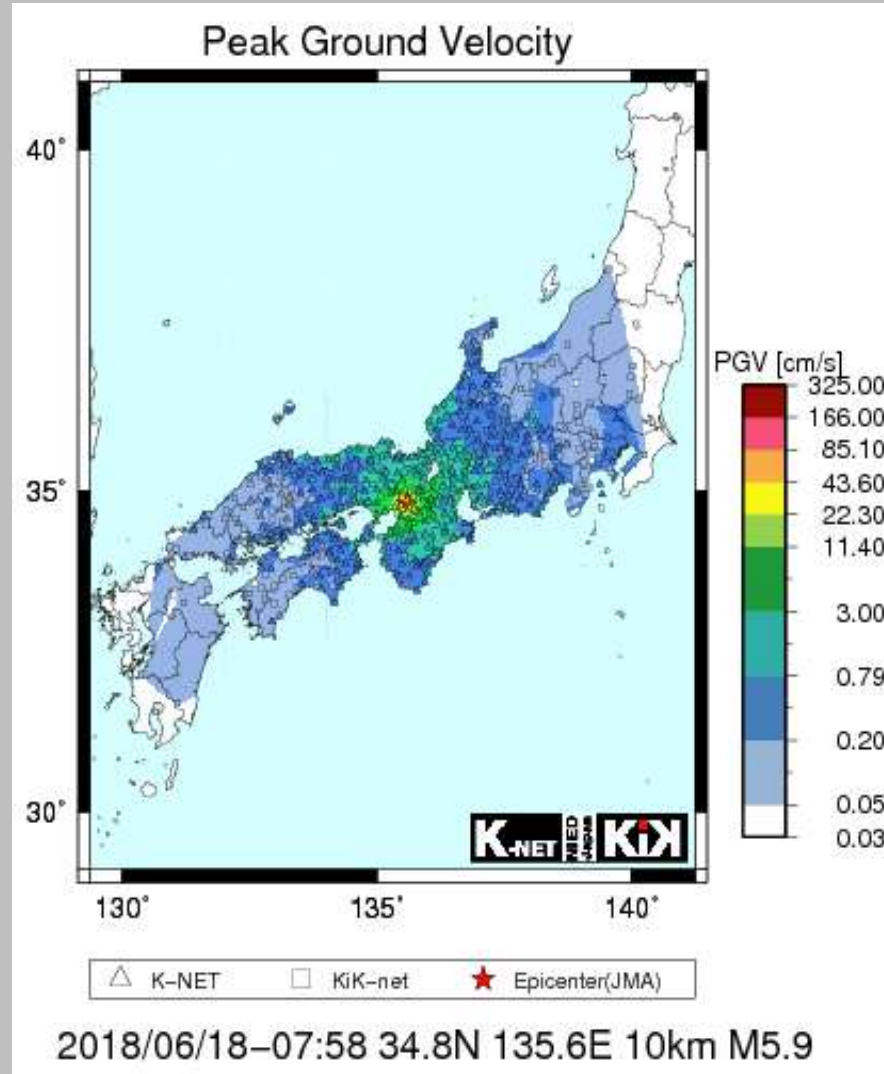 Peak Ground Velocity
40°
35°
30°
130°
135°
140°
PGV [cm/s]
325.00
166.00
85.10
43.60
22.30
11.40
3.00
0.79
0.20
0.05
0.03
K-NET
NIED
Japan
KiK
K-NET
KiK-net
Epicenter(JMA)
2018/06/18-07:58 34.8N 135.6E 10km M5.9